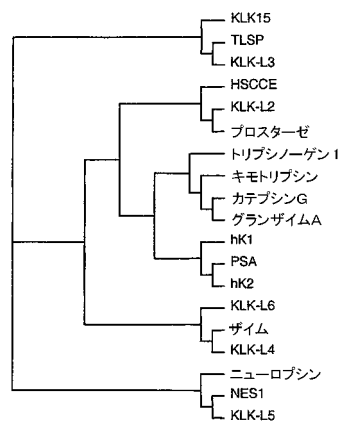 KLK15
TLSP
KLK-L3
HSCCE
KLK-L2
プロスターゼ
トリプシノーゲン1
キモトリプシン
カテプシンG
グランザイムA
hK1
PSA
hK2
KLK-L6
ザイム
KLK-L4
ニューロプシン
NES1
KLK-L5